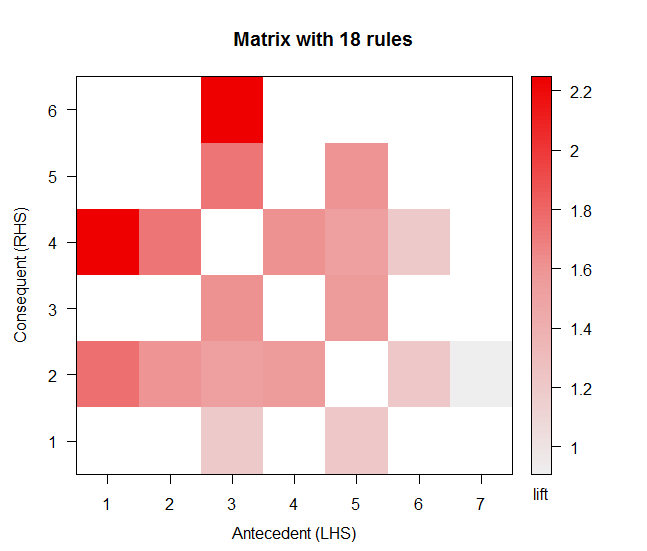 Matrix with 18 rules
Consequent (RHS)
6
5
4
3
2
1
1 2 3 4 5 6 7
Antecedent (LHS)
2.2
2
1.8
1.6
1.4
1.2
1
lift